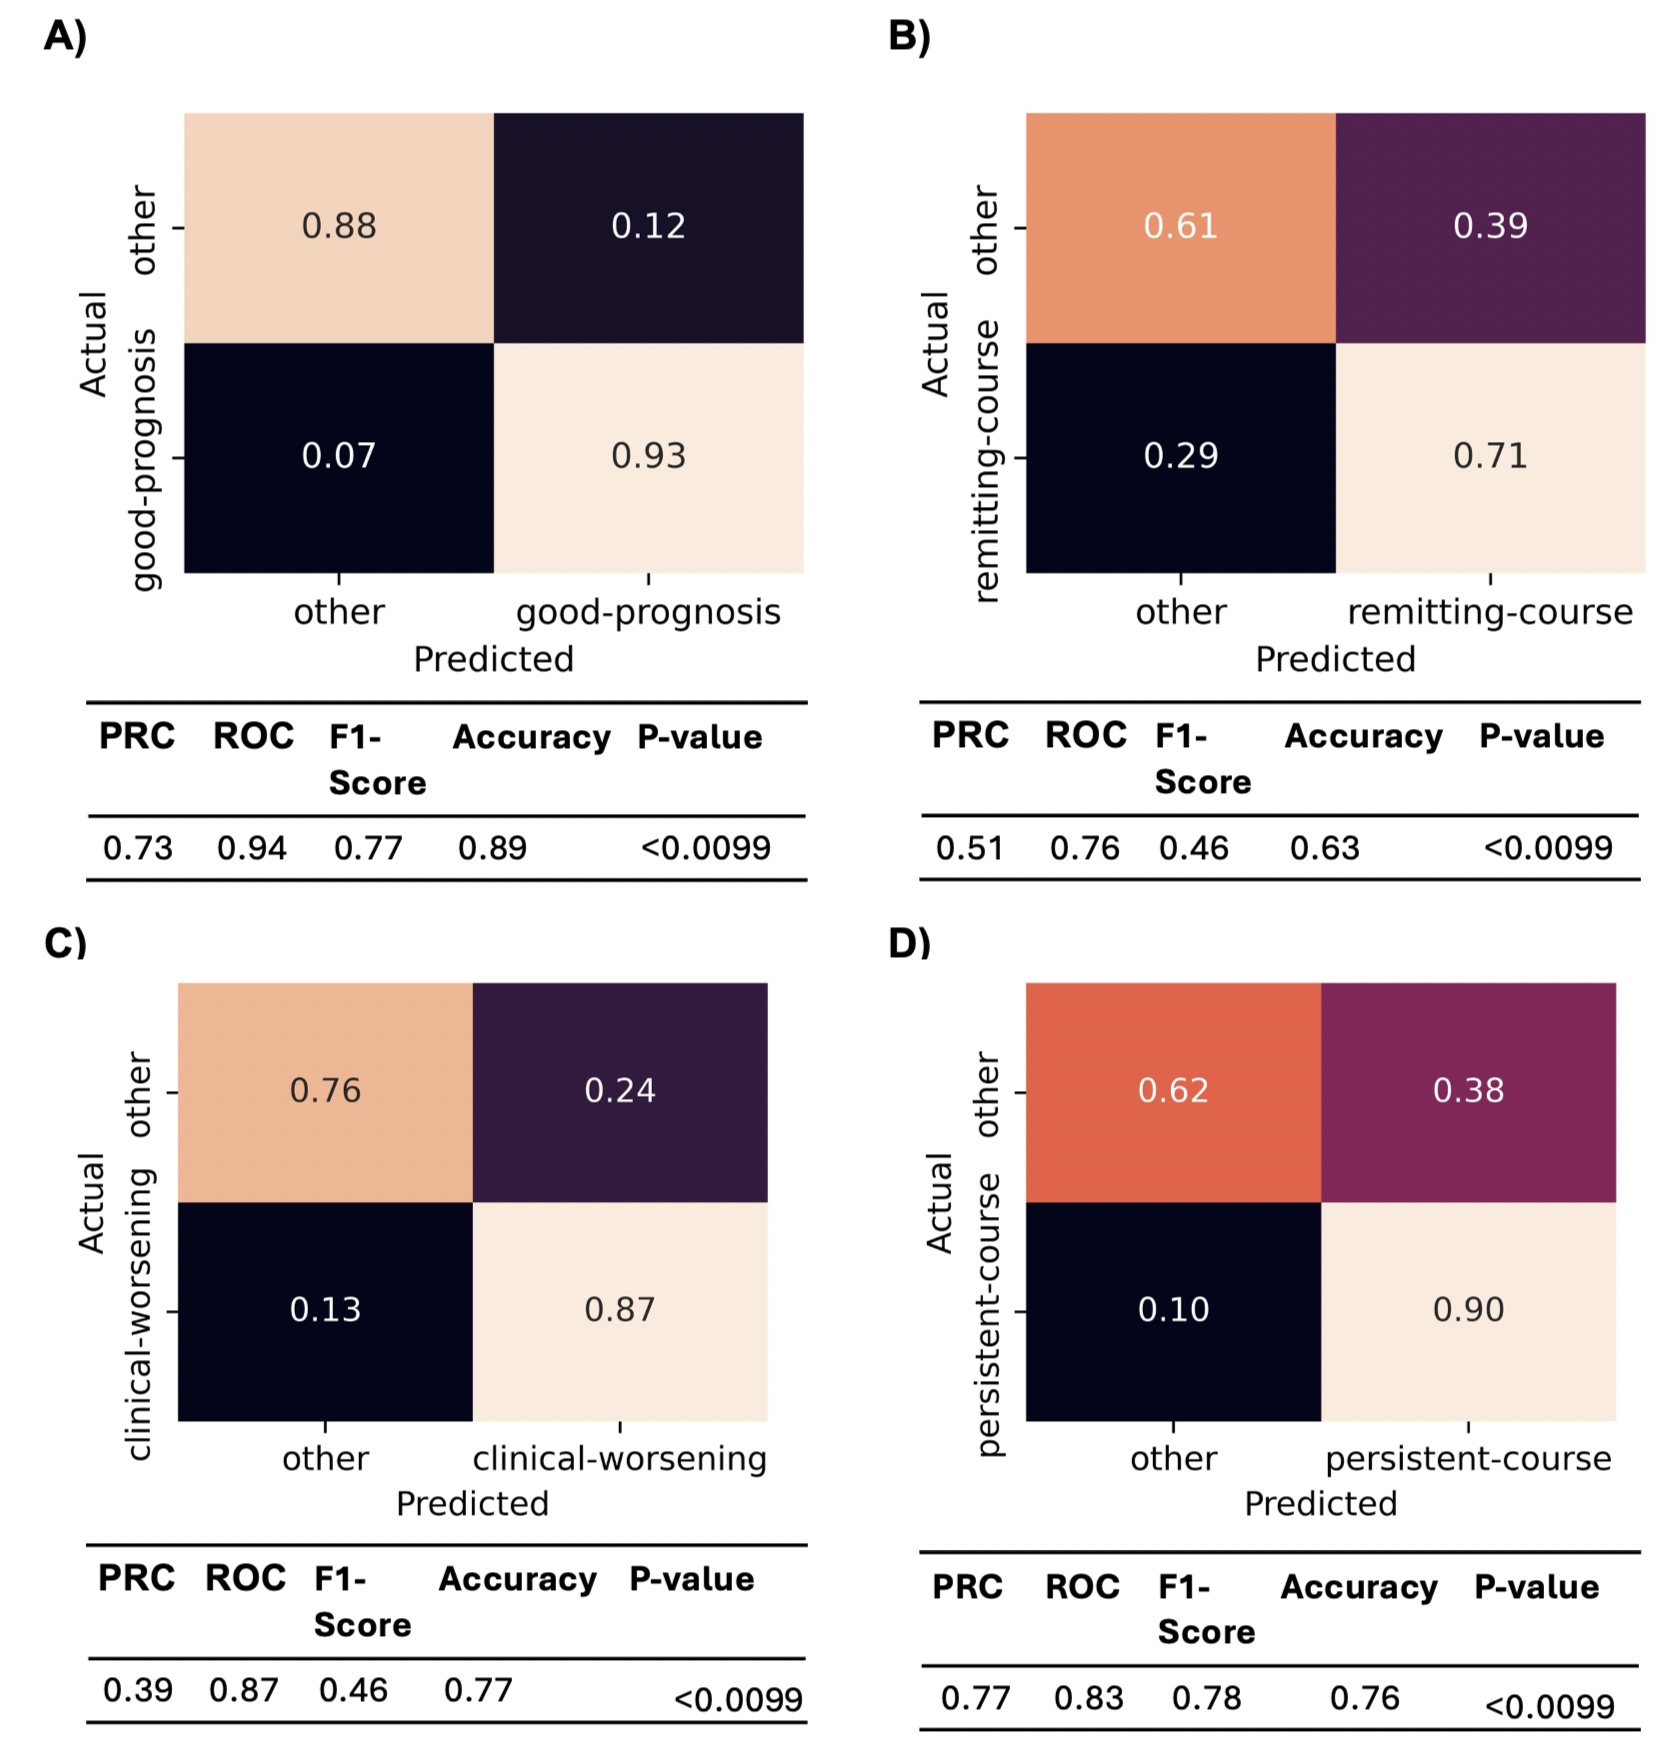 A)
Actual
other
good-prognosis
0.88 0.12
0.07 0.93
other good-prognosis
Predicted
PRC ROC F1-Score Accuracy P-value
0.73 0.94 0.77 0.89 <0.0099
B)
Actual
other
remitting-course
0.61 0.39
0.29 0.71
other remitting-course
Predicted
PRC ROC F1-Score Accuracy P-value
0.51 0.76 0.46 0.63 <0.0099
C)
Actual
other
clinical-worsening
0.76 0.24
0.13 0.87
other clinical-worsening
Predicted
PRC ROC F1-Score Accuracy P-value
0.39 0.87 0.46 0.77 <0.0099
D)
Actual
other
persistent-course
0.62 0.38
0.10 0.90
other persistent-course
Predicted
PRC ROC F1-Score Accuracy P-value
0.77 0.83 0.78 0.76 <0.0099